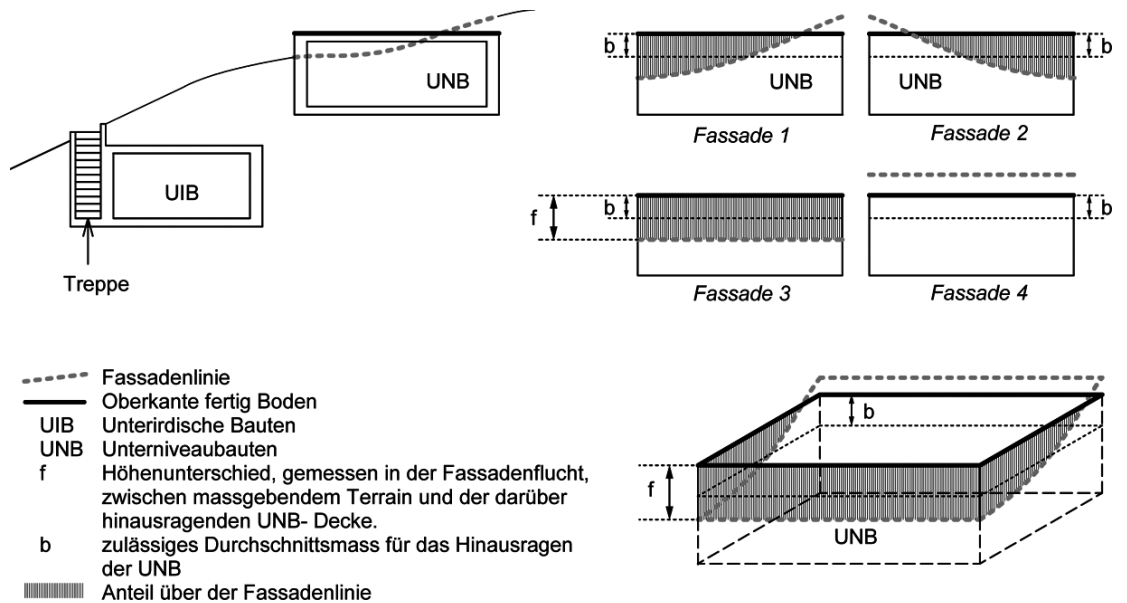 UNB
UIB
Treppe
b
UNB
Fassade 1
b
UNB
Fassade 2
f
b
Fassade 3
b
Fassade 4
Fassadenlinie
Oberkante fertig Boden
UIB Unterirdische Bauten
UNB Unterniveaubauten
f Höhenunterschied, gemessen in der Fassadenflucht,
zwischen massgebendem Terrain und der darüber
hinausragenden UNB- Decke.
b zulässiges Durchschnittsmass für das Hinausragen
der UNB
Anteil über der Fassadenlinie
b
f
UNB